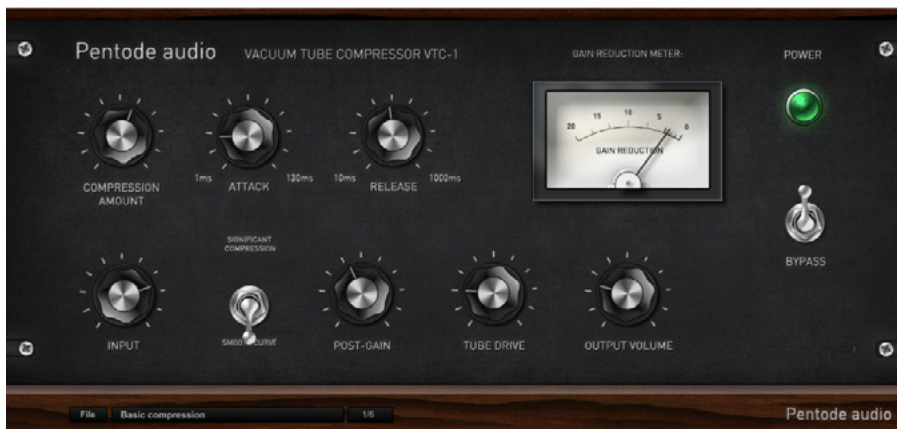 Pentode audio
VACUUM TUBE COMPRESSOR VTC-1
GAIN REDUCTION METER:
POWER
20 15 10 5 0
GAIN REDUCTION
COMPRESSION
AMOUNT
1ms
ATTACK
130ms
10ms
RELEASE
1000ms
SIGNIFICANT
COMPRESSION
BYPASS
INPUT
SMOOTH CURVE
POST-GAIN
TUBE DRIVE
OUTPUT VOLUME
File
Basic compression
1/6
Pentode audio